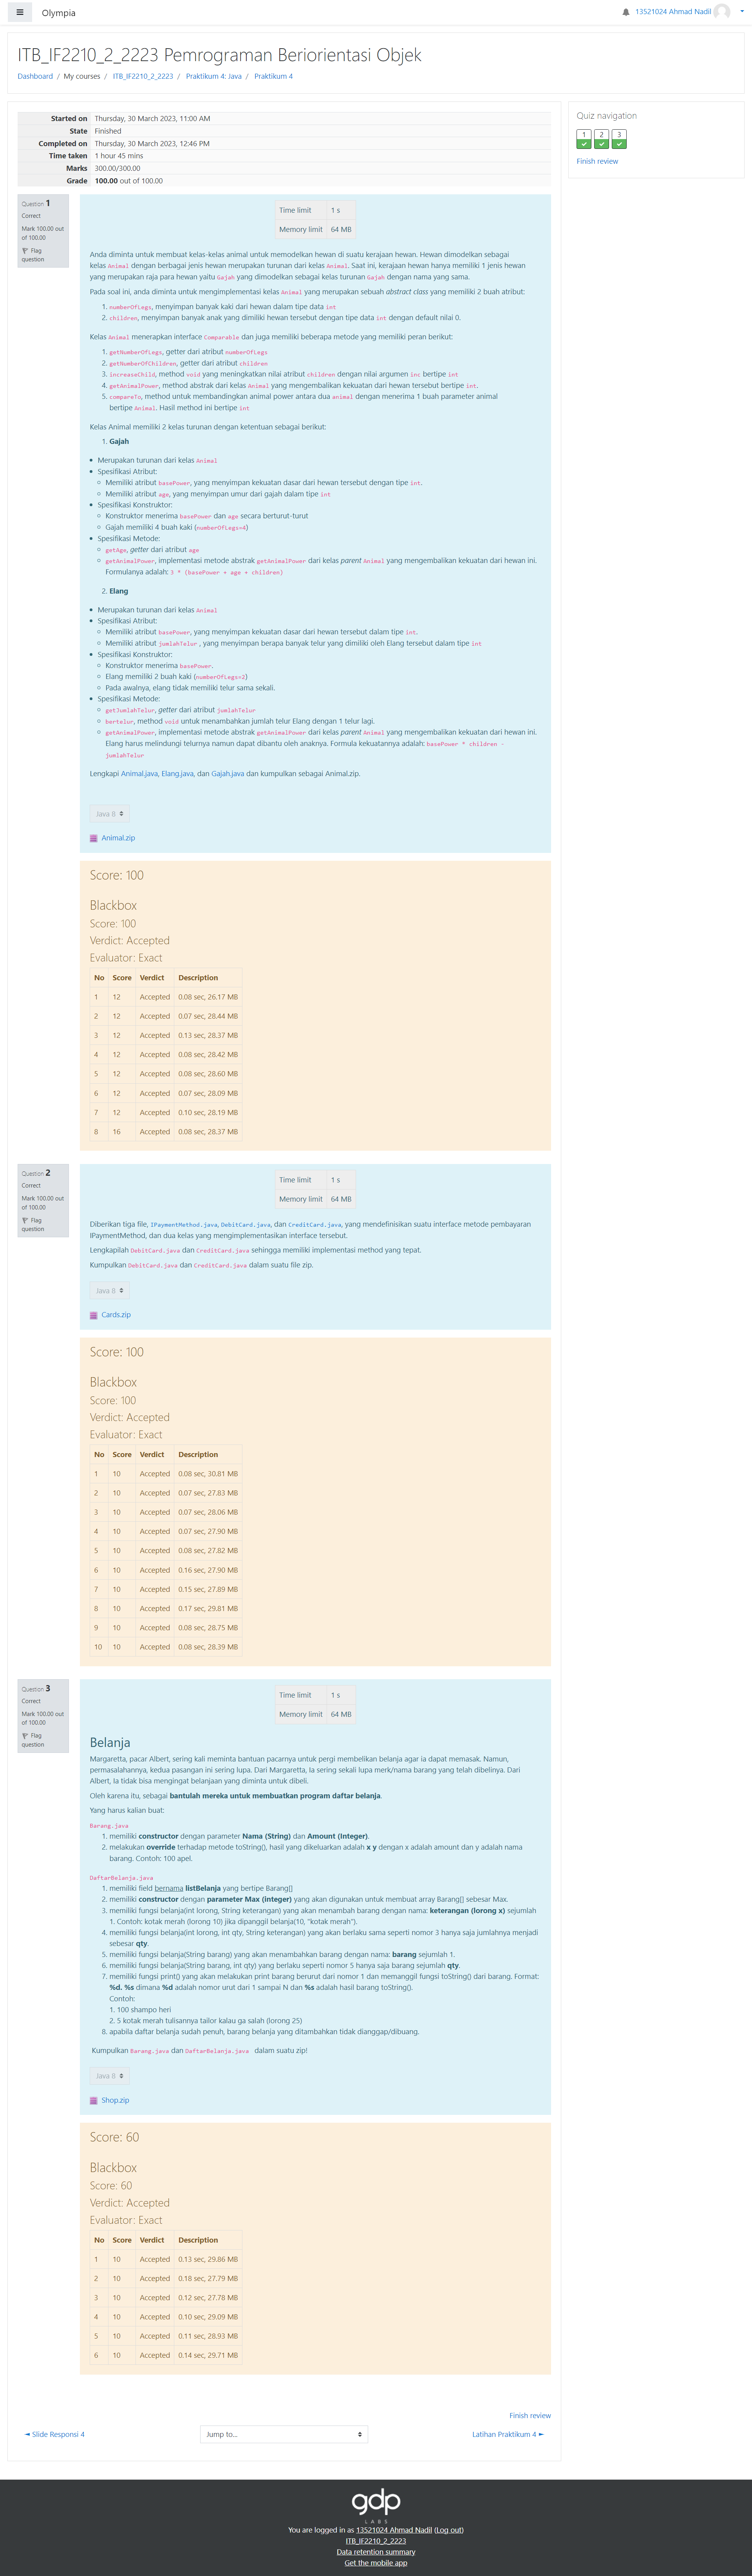 Olympia
13521024 Ahmad Nadil
ITB_IF2210_2_2223 Pemrograman Beriorientasi Objek
Dashboard / My courses / ITB_IF2210_2_2223 / Praktikum 4: Java / Praktikum 4
Quiz navigation
1 2 3
Finish review
Started on Thursday, 30 March 2023, 11:00 AM
State Finished
Completed on Thursday, 30 March 2023, 12:46 PM
Time taken 1 hour 45 mins
Marks 300.00/300.00
Grade 100.00 out of 100.00
Question 1
Correct
Mark 100.00 out
of 100.00
Flag
question
Time limit 1 s
Memory limit 64 MB
Anda diminta untuk membuat kelas-kelas animal untuk memodelkan hewan di suatu kerajaan hewan. Hewan dimodelkan sebagai
kelas Animal dengan berbagai jenis hewan merupakan turunan dari kelas Animal. Saat ini, kerajaan hewan hanya memiliki 1 jenis hewan
yang merupakan raja para hewan yaitu Gajah yang dimodelkan sebagai kelas turunan Gajah dengan nama yang sama.
Pada soal ini, anda diminta untuk mengimplementasi kelas Animal yang merupakan sebuah abstract class yang memiliki 2 buah atribut:
1. numberOfLegs, menyimpan banyak kaki dari hewan dalam tipe data int
2. children, menyimpan banyak anak yang dimiliki hewan tersebut dengan tipe data int dengan default nilai 0.
Kelas Animal menerapkan interface Comparable dan juga memiliki beberapa metode yang memiliki peran berikut:
1. getNumberOfLegs, getter dari atribut numberOfLegs
2. getNumberOfChildren, getter dari atribut children
3. increaseChild, method void yang meningkatkan nilai atribut children dengan nilai argumen inc bertipe int
4. getAnimalPower, method abstrak dari kelas Animal yang mengembalikan kekuatan dari hewan tersebut bertipe int.
5. compareTo, method untuk membandingkan animal power antara dua animal dengan menerima 1 buah parameter animal
bertipe Animal. Hasil method ini bertipe int
Kelas Animal memiliki 2 kelas turunan dengan ketentuan sebagai berikut:
1. Gajah
Merupakan turunan dari kelas Animal
Spesifikasi Atribut:
Memiliki atribut basePower, yang menyimpan kekuatan dasar dari hewan tersebut dengan tipe int.
Memiliki atribut age, yang menyimpan umur dari gajah dalam tipe int
Spesifikasi Konstruktor:
Konstruktor menerima basePower dan age secara berturut-turut
Gajah memiliki 4 buah kaki (numberOfLegs=4)
Spesifikasi Metode:
getAge, getter dari atribut age
getAnimalPower, implementasi metode abstrak getAnimalPower dari kelas parent Animal yang mengembalikan kekuatan dari hewan ini.
Formulanya adalah: 3 * (basePower + age + children)
2. Elang
Merupakan turunan dari kelas Animal
Spesifikasi Atribut:
Memiliki atribut basePower, yang menyimpan kekuatan dasar dari hewan tersebut dalam tipe int.
Memiliki atribut jumlahTelur , yang menyimpan berapa banyak telur yang dimiliki oleh Elang tersebut dalam tipe int
Spesifikasi Konstruktor:
Konstruktor menerima basePower.
Elang memiliki 2 buah kaki (numberOfLegs=2)
Pada awalnya, elang tidak memiliki telur sama sekali.
Spesifikasi Metode:
getJumlahTelur, getter dari atribut jumlahTelur
bertelur, method void untuk menambahkan jumlah telur Elang dengan 1 telur lagi.
getAnimalPower, implementasi metode abstrak getAnimalPower dari kelas parent Animal yang mengembalikan kekuatan dari hewan ini.
Elang harus melindungi telurnya namun dapat dibantu oleh anaknya. Formula kekuatannya adalah: basePower * children -
jumlahTelur
Lengkapi Animal.java, Elang.java, dan Gajah.java dan kumpulkan sebagai Animal.zip.
Java 8
Animal.zip
Score: 100
Blackbox
Score: 100
Verdict: Accepted
Evaluator: Exact
No Score Verdict Description
1 12 Accepted 0.08 sec, 26.17 MB
2 12 Accepted 0.07 sec, 28.44 MB
3 12 Accepted 0.13 sec, 28.37 MB
4 12 Accepted 0.08 sec, 28.42 MB
5 12 Accepted 0.08 sec, 28.60 MB
6 12 Accepted 0.07 sec, 28.09 MB
7 12 Accepted 0.10 sec, 28.19 MB
8 16 Accepted 0.08 sec, 28.37 MB
Question 2
Correct
Mark 100.00 out
of 100.00
Flag
question
Time limit 1 s
Memory limit 64 MB
Diberikan tiga file, IPaymentMethod.java, DebitCard.java, dan CreditCard.java, yang mendefinisikan suatu interface metode pembayaran
IPaymentMethod, dan dua kelas yang mengimplementasikan interface tersebut.
Lengkapilah DebitCard.java dan CreditCard.java sehingga memiliki implementasi method yang tepat.
Kumpulkan DebitCard.java dan CreditCard.java dalam suatu file zip.
Java 8
Cards.zip
Score: 100
Blackbox
Score: 100
Verdict: Accepted
Evaluator: Exact
No Score Verdict Description
1 10 Accepted 0.08 sec, 30.81 MB
2 10 Accepted 0.07 sec, 27.83 MB
3 10 Accepted 0.07 sec, 28.06 MB
4 10 Accepted 0.07 sec, 27.90 MB
5 10 Accepted 0.08 sec, 27.82 MB
6 10 Accepted 0.16 sec, 27.90 MB
7 10 Accepted 0.15 sec, 27.89 MB
8 10 Accepted 0.17 sec, 29.81 MB
9 10 Accepted 0.08 sec, 28.75 MB
10 10 Accepted 0.08 sec, 28.39 MB
Question 3
Correct
Mark 100.00 out
of 100.00
Flag
question
Time limit 1 s
Memory limit 64 MB
Belanja
Margaretta, pacar Albert, sering kali meminta bantuan pacarnya untuk pergi membelikan belanja agar ia dapat memasak. Namun,
permasalahannya, kedua pasangan ini sering lupa. Dari Margaretta, Ia sering sekali lupa merk/nama barang yang telah dibelinya. Dari
Albert, Ia tidak bisa mengingat belanjaan yang diminta untuk dibeli.
Oleh karena itu, sebagai bantulah mereka untuk membuatkan program daftar belanja.
Yang harus kalian buat:
Barang.java
1. memiliki constructor dengan parameter Nama (String) dan Amount (Integer).
2. melakukan override terhadap metode toString(), hasil yang dikeluarkan adalah x y dengan x adalah amount dan y adalah nama
barang. Contoh: 100 apel.
DaftarBelanja.java
1. memiliki field bernama listBelanja yang bertipe Barang[]
2. memiliki constructor dengan parameter Max (integer) yang akan digunakan untuk membuat array Barang[] sebesar Max.
3. memiliki fungsi belanja(int lorong, String keterangan) yang akan menambah barang dengan nama: keterangan (lorong x) sejumlah
1. Contoh: kotak merah (lorong 10) jika dipanggil belanja(10, "kotak merah").
4. memiliki fungsi belanja(int lorong, int qty, String keterangan) yang akan berlaku sama seperti nomor 3 hanya saja jumlahnya menjadi
sebesar qty.
5. memiliki fungsi belanja(String barang) yang akan menambahkan barang dengan nama: barang sejumlah 1.
6. memiliki fungsi belanja(String barang, int qty) yang berlaku seperti nomor 5 hanya saja barang sejumlah qty.
7. memiliki fungsi print() yang akan melakukan print barang berurut dari nomor 1 dan memanggil fungsi toString() dari barang. Format:
%d. %s dimana %d adalah nomor urut dari 1 sampai N dan %s adalah hasil barang toString().
Contoh:
1. 100 shampo heri
2. 5 kotak merah tulisannya tailor kalau ga salah (lorong 25)
8. apabila daftar belanja sudah penuh, barang belanja yang ditambahkan tidak dianggap/dibuang.
Kumpulkan Barang.java dan DaftarBelanja.java dalam suatu zip!
Java 8
Shop.zip
Score: 60
Blackbox
Score: 60
Verdict: Accepted
Evaluator: Exact
No Score Verdict Description
1 10 Accepted 0.13 sec, 29.86 MB
2 10 Accepted 0.18 sec, 27.79 MB
3 10 Accepted 0.12 sec, 27.78 MB
4 10 Accepted 0.10 sec, 29.09 MB
5 10 Accepted 0.11 sec, 28.93 MB
6 10 Accepted 0.14 sec, 29.71 MB
Finish review
◄ Slide Responsi 4
Jump to...
Latihan Praktikum 4 ►
gdp
LABS
You are logged in as 13521024 Ahmad Nadil (Log out)
ITB_IF2210_2_2223
Data retention summary
Get the mobile app